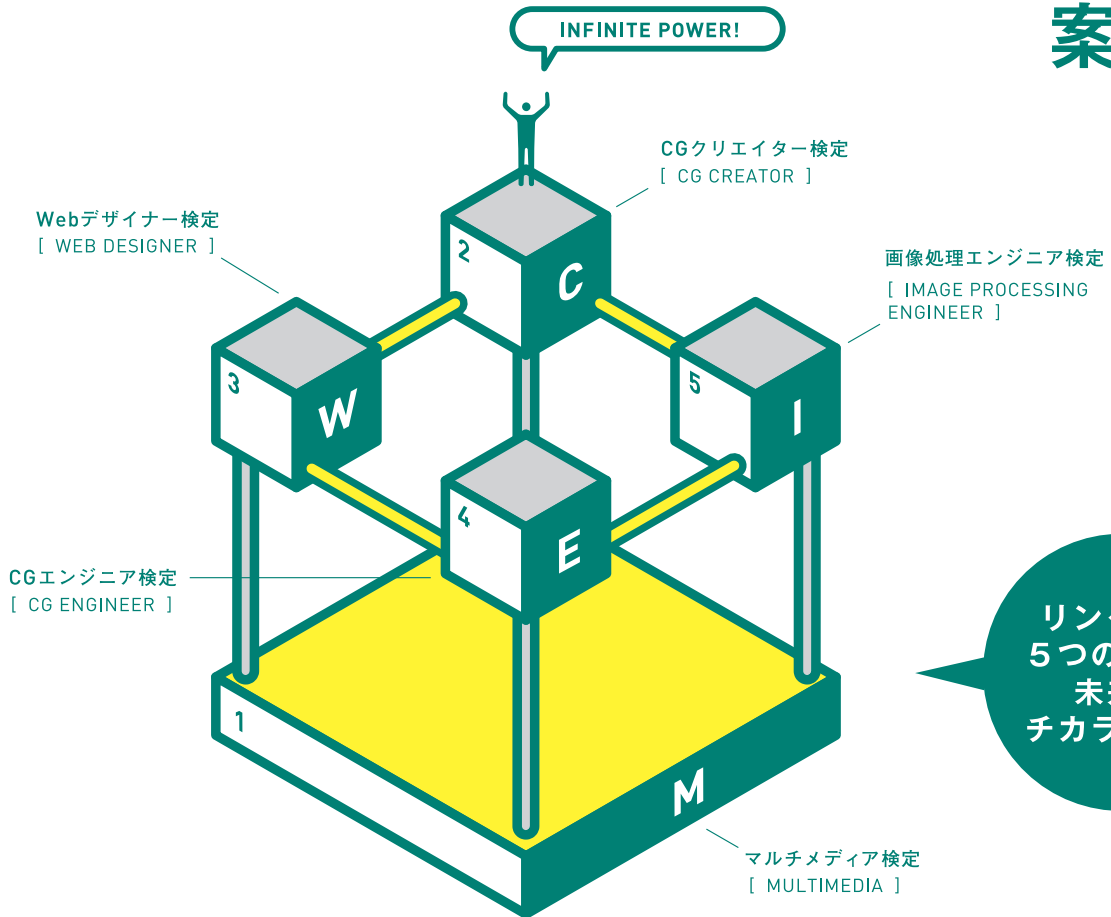 案
INFINITE POWER!
CGクリエイター検定
[ CG CREATOR ]
Webデザイナー検定
[ WEB DESIGNER ]
画像処理エンジニア検定
[ IMAGE PROCESSING
ENGINEER ]
2
C
3
W
5
I
4
E
CGエンジニア検定
[ CG ENGINEER ]
リン
5つの
未
チカラ
1
M
マルチメディア検定
[ MULTIMEDIA ]